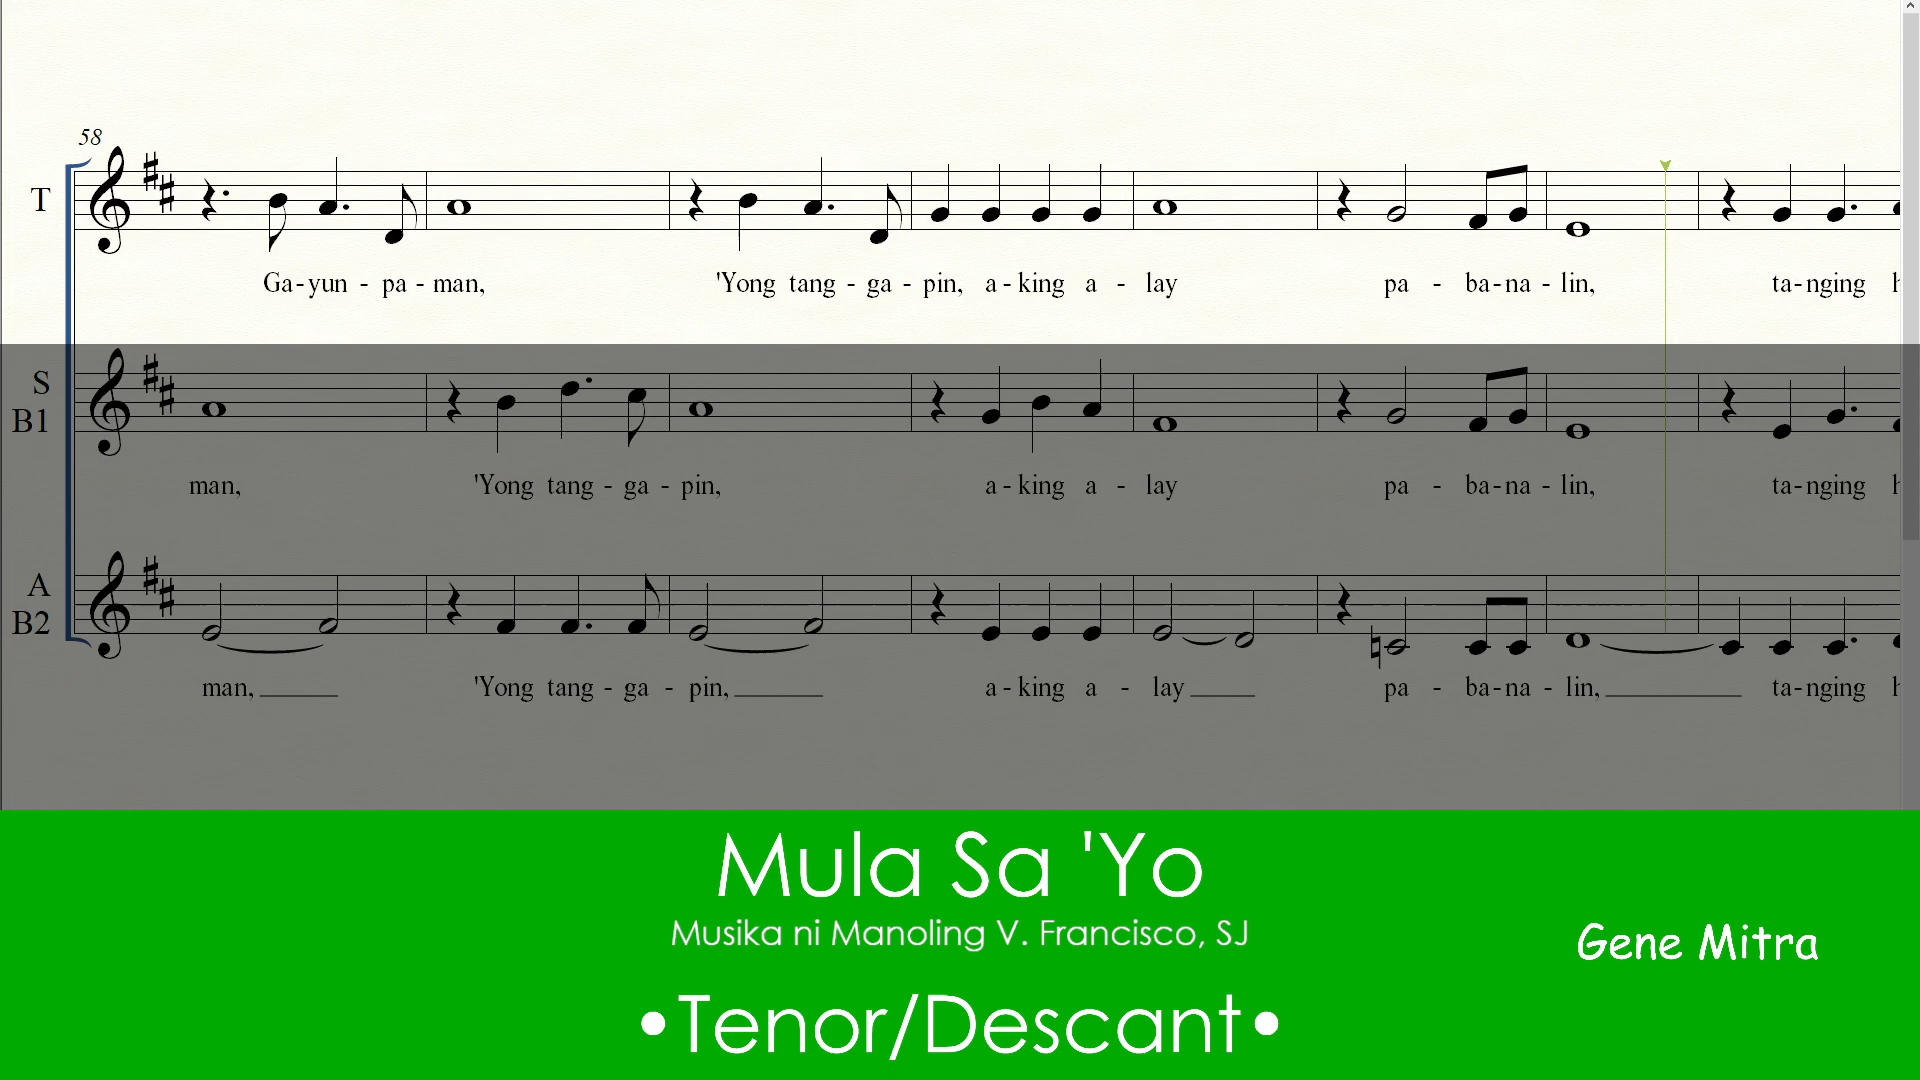 58
T
Ga-yun - pa - man, 'Yong tang - ga - pin, a - king a - lay pa - ba-na - lin, ta-nging
S
B1
man, 'Yong tang - ga - pin, a - king a - lay pa - ba-na - lin, ta-nging
A
B2
man, 'Yong tang - ga - pin, a - king a - lay pa - ba-na - lin, ta-nging
Mula Sa 'Yo
Musika ni Manoling V. Francisco, SJ
Gene Mitra
•Tenor/Descant•